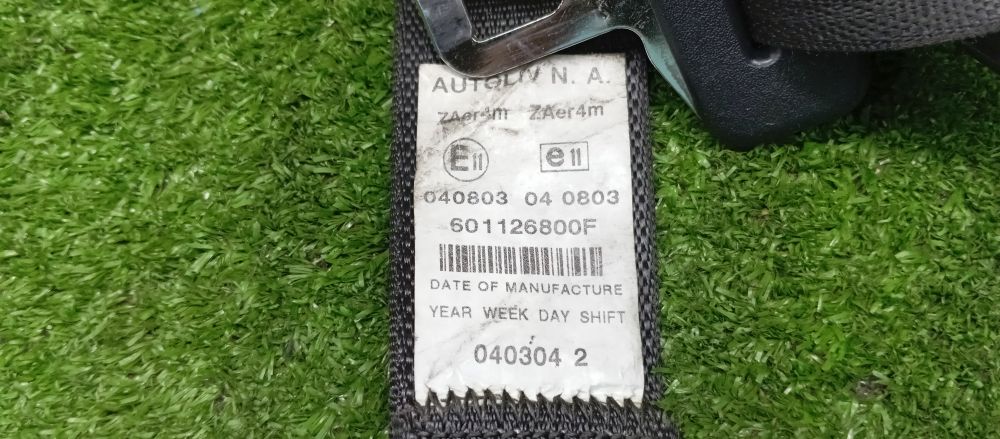 AUTOLIV N. A.
ZAer4m ZAer4m
E11 e11
040803 04 0803
601126800F
DATE OF MANUFACTURE
YEAR WEEK DAY SHIFT
040304 2